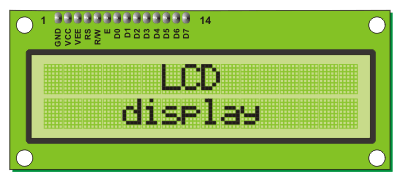 1 14
GND VCC VEE RS R/W E D0 D1 D2 D3 D4 D5 D6 D7
LCD
display